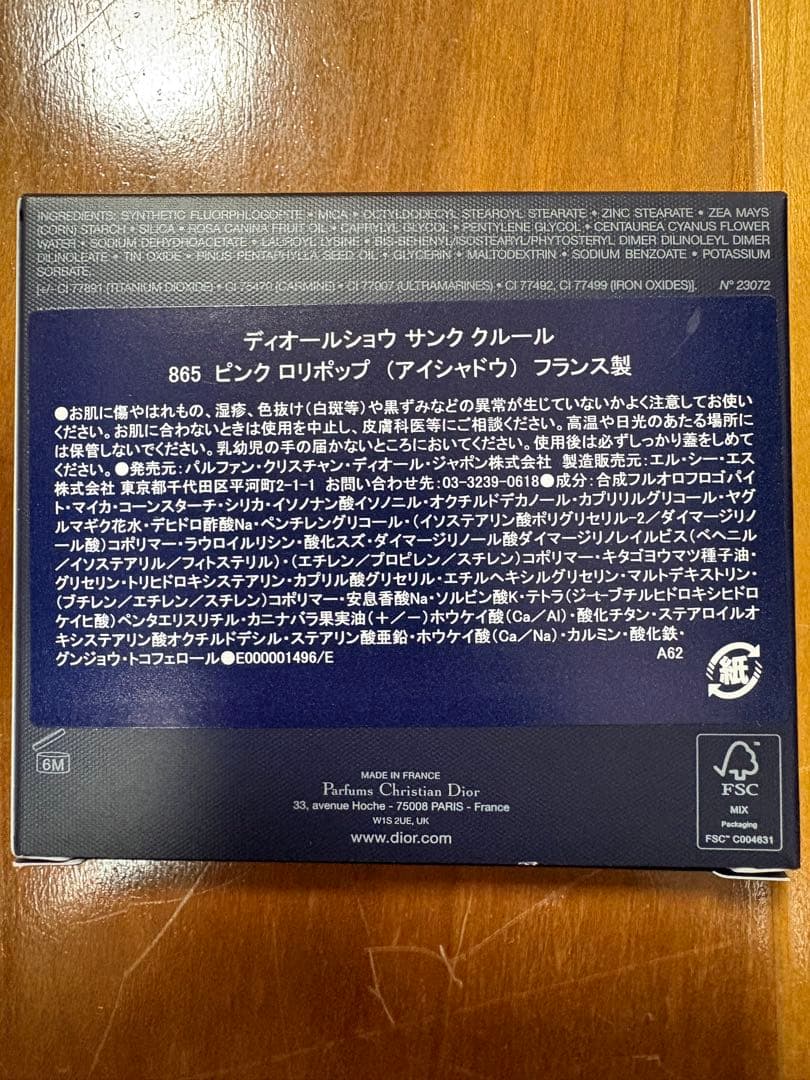 INGREDIENTS: SYNTHETIC FLUORPHLOGOPITE • MICA • OCTYLDODECYL STEAROYL STEARATE • ZINC STEARATE • ZEA MAYS
(CORN) STARCH • SILICA • ROSA CANINA FRUIT OIL • CAPRYLYL GLYCOL • PENTYLENE GLYCOL • CENTAUREA CYANUS FLOWER
WATER • SODIUM DEHYDROACETATE • LAUROYL LYSINE • BIS-BEHENYL/ISOSTEARYL/PHYTOSTERYL DIMER DILINOLEYL DIMER
DILINOLEATE • TIN OXIDE • PINUS PENTAPHYLLA SEED OIL • GLYCERIN • MALTODEXTRIN • SODIUM BENZOATE • POTASSIUM
SORBATE.
[+/- CI 77891 (TITANIUM DIOXIDE) • CI 75470 (CARMINE) • CI 77007 (ULTRAMARINES) • CI 77492, CI 77499 (IRON OXIDES)]. N° 23072
ディオールショウ サンク クルール
865 ピンク ロリポップ （アイシャドウ） フランス製
●お肌に傷やはれもの、湿疹、色抜け(白斑等)や黒ずみなどの異常が生じていないかよく注意してお使い
ください。お肌に合わないときは使用を中止し、皮膚科医等にご相談ください。高温や日光のあたる場所に
は保管しないでください。乳幼児の手の届かないところにおいてください。使用後は必ずしっかり蓋をしめて
ください。●発売元:パルファン・クリスチャン・ディオール・ジャポン株式会社 製造販売元:エル・シー・エス
株式会社 東京都千代田区平河町2-1-1 お問い合わせ先:03-3239-0618●成分:合成フルオロフロゴパイ
ト・マイカ・コーンスターチ・シリカ・イソノナン酸イソノニル・オクチルドデカノール・カプリリルグリコール・ヤグ
ルマギク花水・デヒドロ酢酸Na・ペンチレングリコール・(イソステアリン酸ポリグリセリル-2／ダイマージリノ
ール酸)コポリマー・ラウロイルリシン・酸化スズ・ダイマージリノール酸ダイマージリノレイルビス(ベヘニル
／イソステアリル／フィトステリル)・(エチレン／プロピレン／スチレン)コポリマー・キタゴヨウマツ種子油・
グリセリン・トリヒドロキシステアリン・カプリル酸グリセリル・エチルヘキシルグリセリン・マルトデキストリン・
(ブチレン／エチレン／スチレン)コポリマー・安息香酸Na・ソルビン酸K・テトラ(ジ-t-ブチルヒドロキシヒドロ
ケイヒ酸)ペンタエリスリチル・カニナバラ果実油(＋／－)ホウケイ酸(Ca／Al)・酸化チタン・ステアロイルオ
キシステアリン酸オクチルドデシル・ステアリン酸亜鉛・ホウケイ酸(Ca／Na)・カルミン・酸化鉄・
グンジョウ・トコフェロール●E000001496/E A62
紙
6M
MADE IN FRANCE
Parfums Christian Dior
33, avenue Hoche - 75008 PARIS - France
W1S 2UE, UK
www.dior.com
FSC
MIX
Packaging
FSC™ C004631